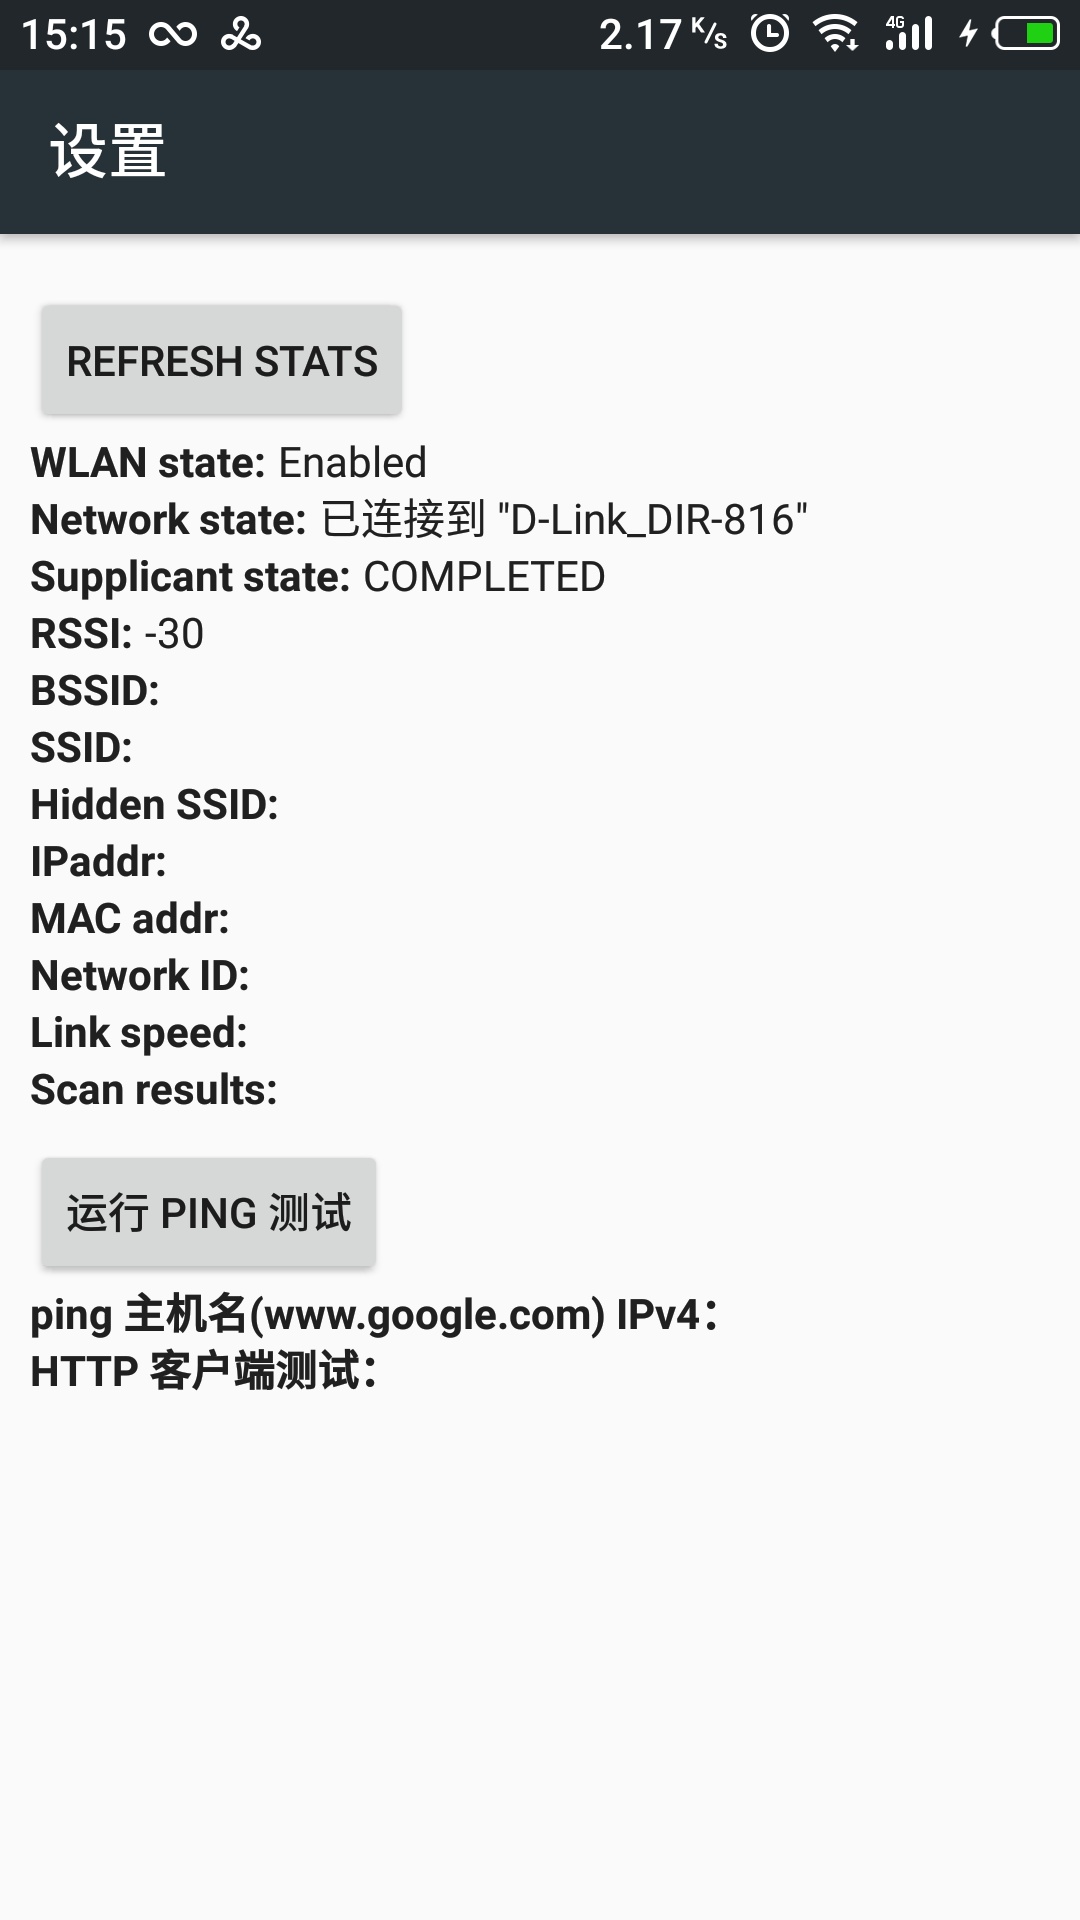 15:15 2.17 K/s 4G
设置
REFRESH STATS
WLAN state: Enabled
Network state: 已连接到 "D-Link_DIR-816"
Supplicant state: COMPLETED
RSSI: -30
BSSID:
SSID:
Hidden SSID:
IPaddr:
MAC addr:
Network ID:
Link speed:
Scan results:
运行 PING 测试
ping 主机名(www.google.com) IPv4：
HTTP 客户端测试：